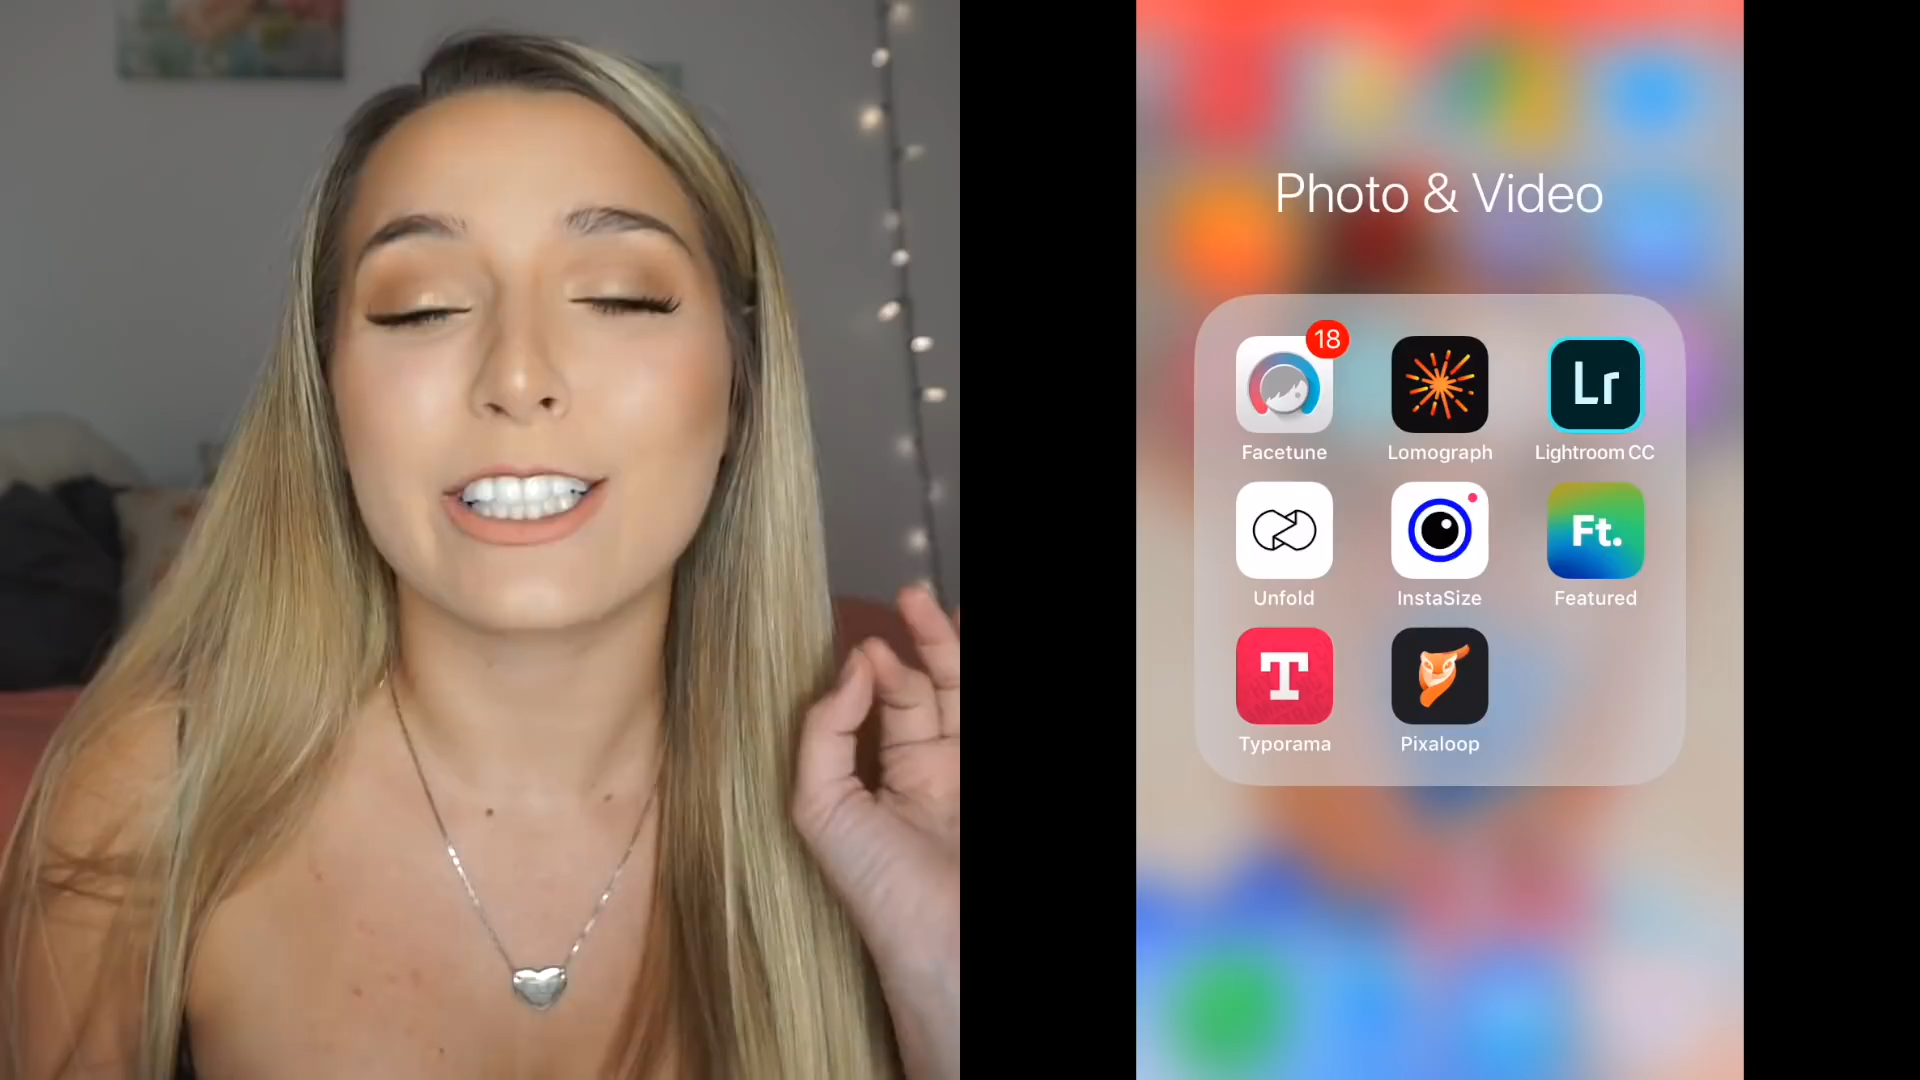 Photo & Video
18
Facetune
Lomograph
Lr
Lightroom CC
Unfold
InstaSize
Ft.
Featured
T
Typorama
Pixaloop